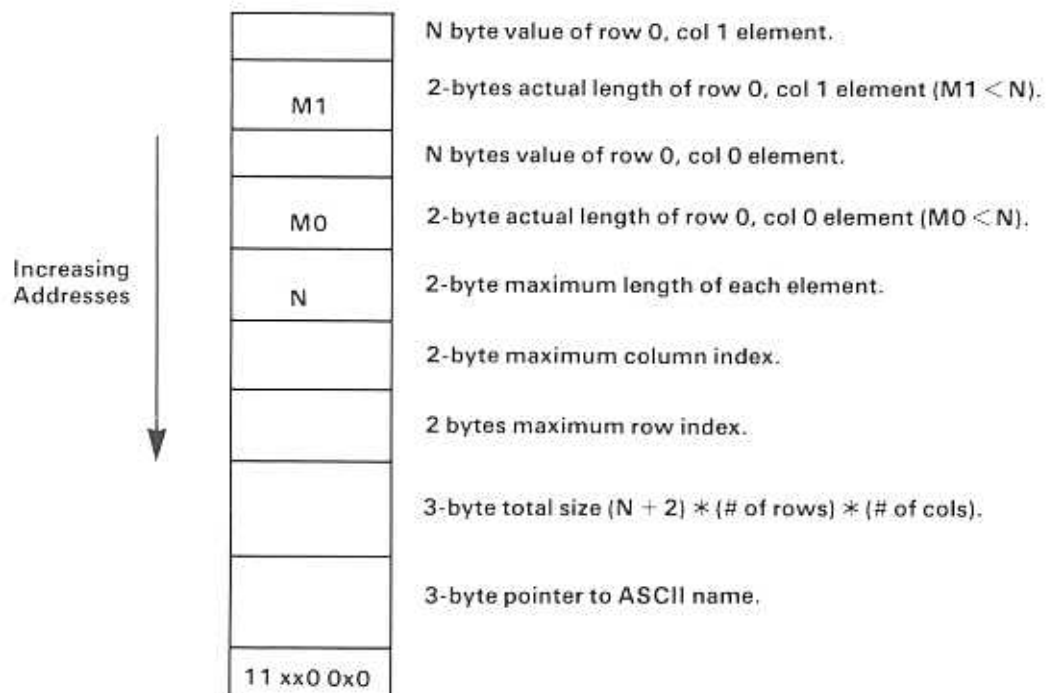 N byte value of row 0, col 1 element.
M1
2-bytes actual length of row 0, col 1 element (M1 < N).
N bytes value of row 0, col 0 element.
M0
2-byte actual length of row 0, col 0 element (M0 < N).
Increasing
Addresses
N
2-byte maximum length of each element.
2-byte maximum column index.
2 bytes maximum row index.
3-byte total size (N + 2) * (# of rows) * (# of cols).
3-byte pointer to ASCII name.
11 xx0 0x0